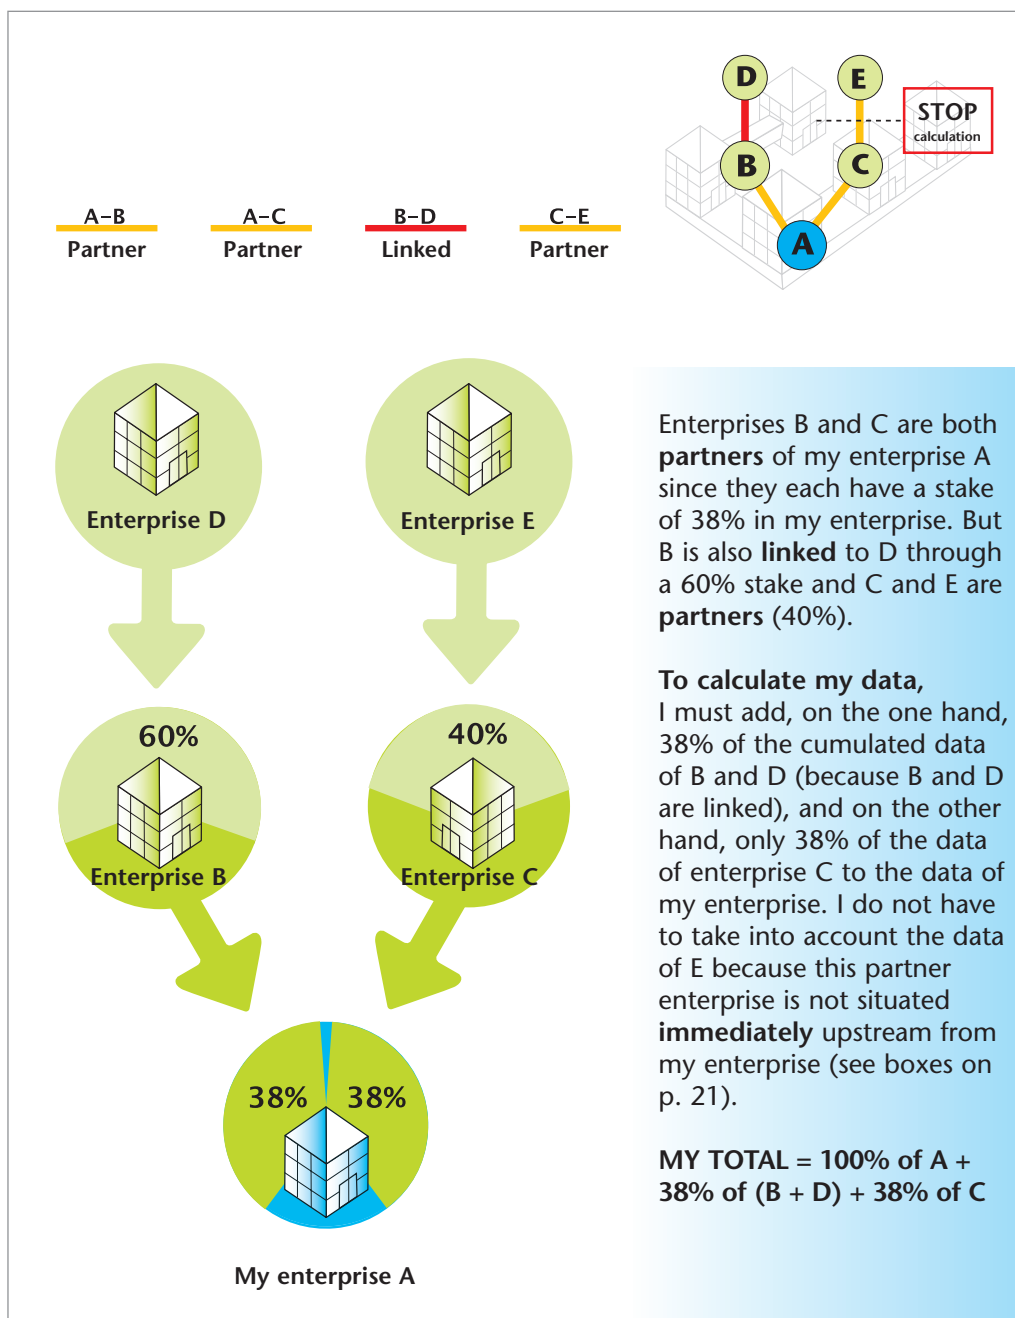 D
E
STOP
calculation
B
C
A
A–B
Partner
A–C
Partner
B–D
Linked
C–E
Partner
Enterprise D
Enterprise E
60%
40%
Enterprise B
Enterprise C
38%
38%
My enterprise A
Enterprises B and C are both
partners of my enterprise A
since they each have a stake
of 38% in my enterprise. But
B is also linked to D through
a 60% stake and C and E are
partners (40%).
To calculate my data,
I must add, on the one hand,
38% of the cumulated data
of B and D (because B and D
are linked), and on the other
hand, only 38% of the data
of enterprise C to the data of
my enterprise. I do not have
to take into account the data
of E because this partner
enterprise is not situated
immediately upstream from
my enterprise (see boxes on
p. 21).
MY TOTAL = 100% of A +
38% of (B + D) + 38% of C